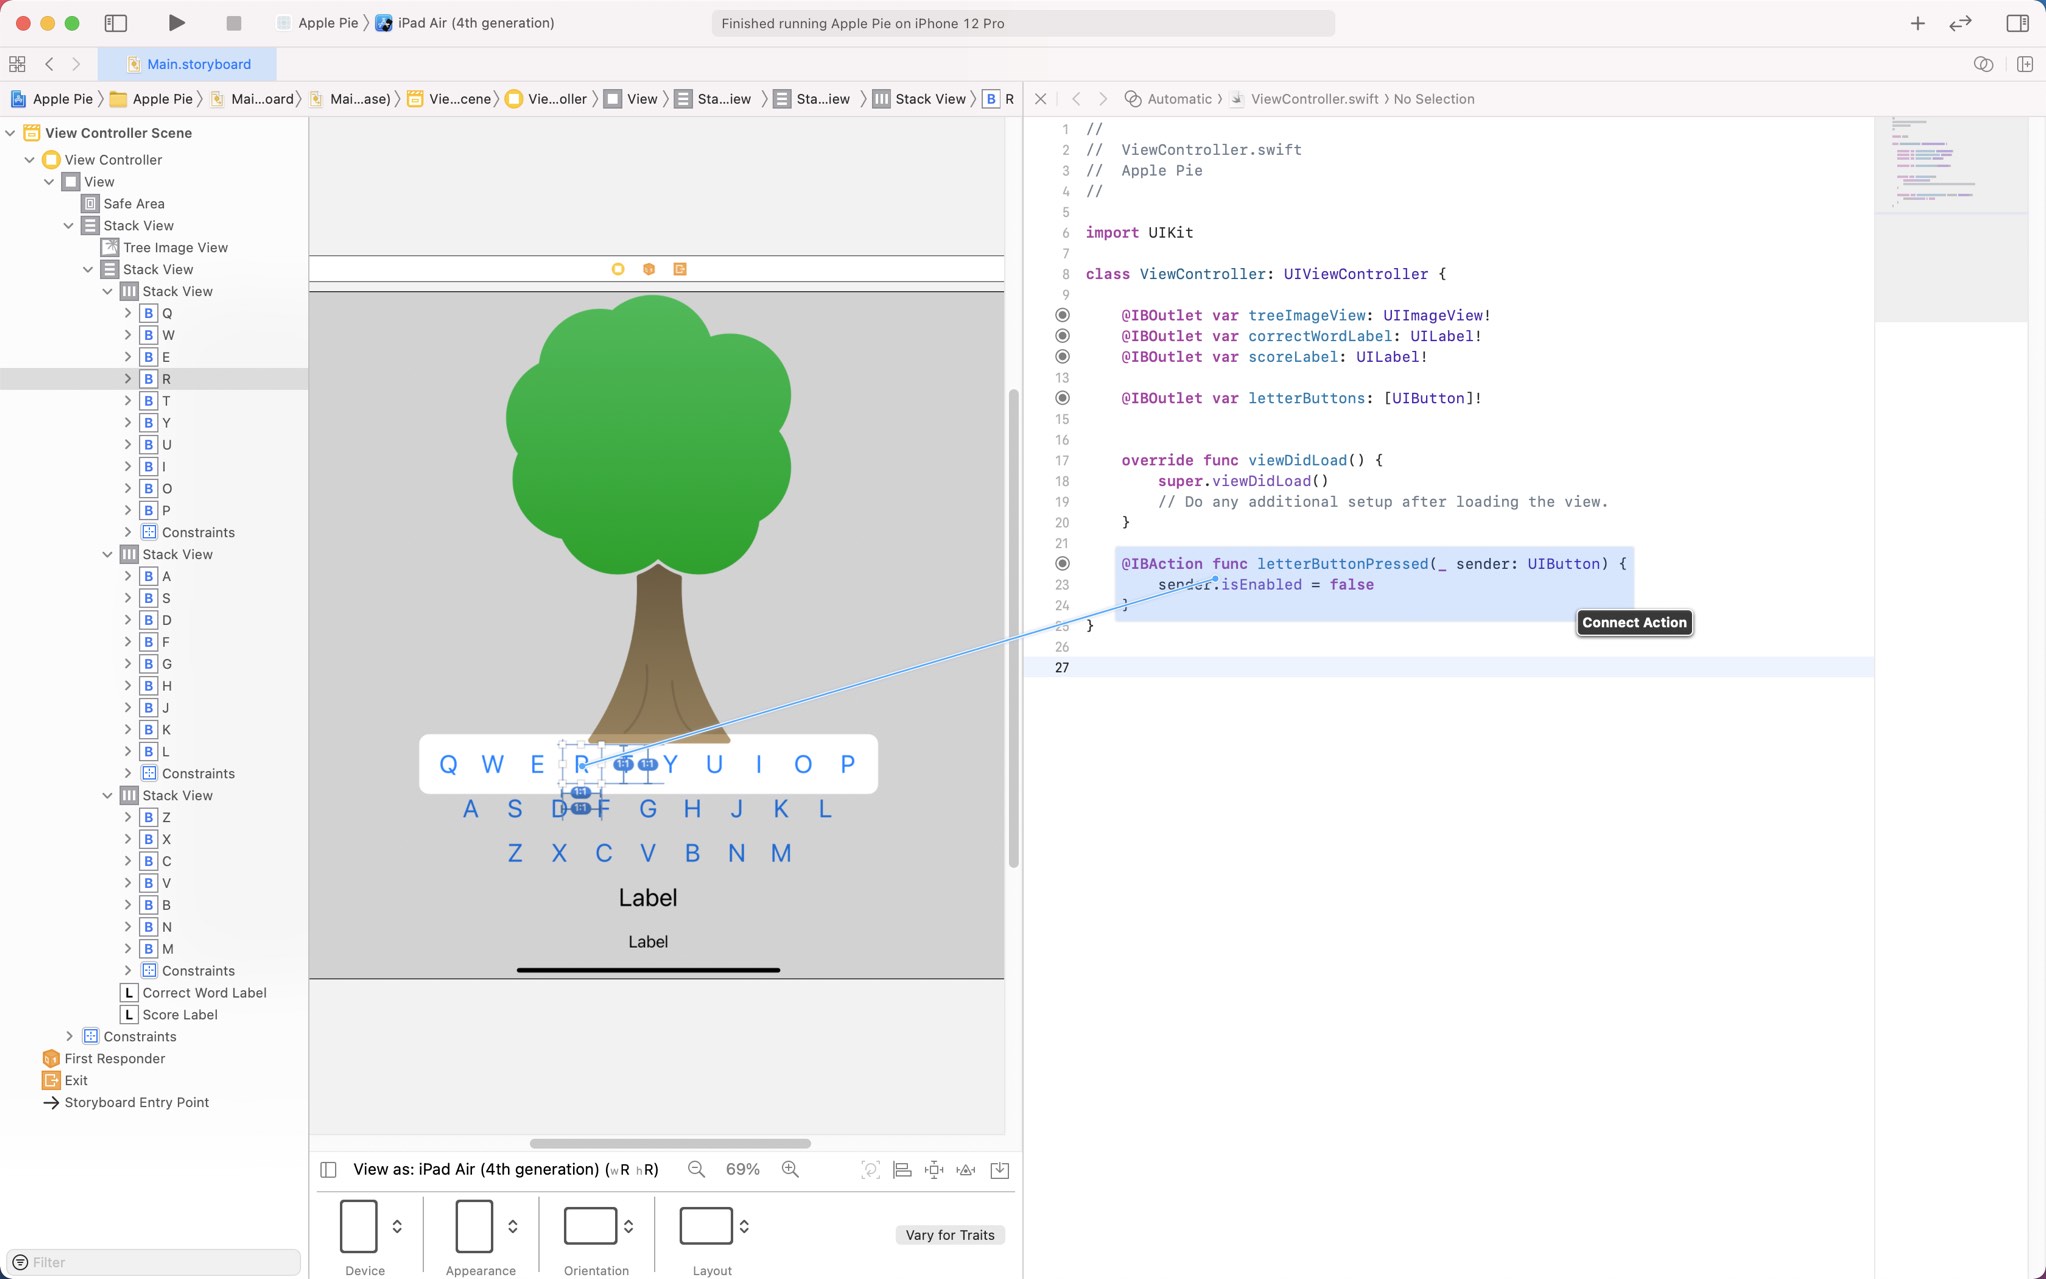 Apple Pie iPad Air (4th generation)
Finished running Apple Pie on iPhone 12 Pro
Main.storyboard
Apple Pie Apple Pie Mai...oard Mai...ase) Vie...cene Vie...oller View Sta...iew Sta...iew Stack View B R
Automatic ViewController.swift No Selection
View Controller Scene
View Controller
View
Safe Area
Stack View
Tree Image View
Stack View
Stack View
B Q
B W
B E
B R
B T
B Y
B U
B I
B O
B P
Constraints
Stack View
B A
B S
B D
B F
B G
B H
B J
B K
B L
Constraints
Stack View
B Z
B X
B C
B V
B B
B N
B M
Constraints
L Correct Word Label
L Score Label
Constraints
First Responder
Exit
Storyboard Entry Point
Filter
Q W E R Y U I O P
A S D F G H J K L
Z X C V B N M
Label
Label
View as: iPad Air (4th generation) (wR hR) 69%
Vary for Traits
Device Appearance Orientation Layout
1 //
2 // ViewController.swift
3 // Apple Pie
4 //
5
6 import UIKit
7
8 class ViewController: UIViewController {
9
@IBOutlet var treeImageView: UIImageView!
@IBOutlet var correctWordLabel: UILabel!
@IBOutlet var scoreLabel: UILabel!
13
@IBOutlet var letterButtons: [UIButton]!
15
16
17 override func viewDidLoad() {
18 super.viewDidLoad()
19 // Do any additional setup after loading the view.
20 }
21
@IBAction func letterButtonPressed(_ sender: UIButton) {
23 sender.isEnabled = false
24 }
25 }
26
27
Connect Action